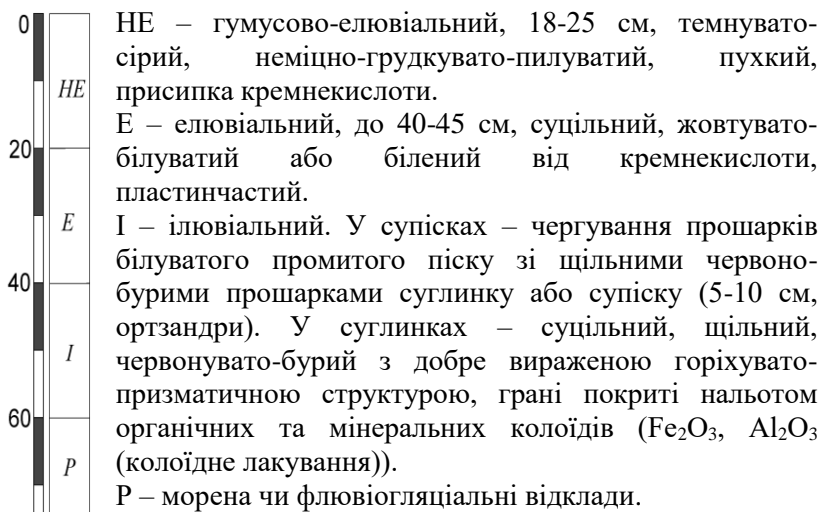 0
20
40
60
HE
E
I
P
НЕ – гумусово-елювіальний, 18-25 см, темнувато-
сірий, неміцно-грудкувато-пилуватий, пухкий,
присипка кремнекислоти.
Е – елювіальний, до 40-45 см, суцільний, жовтувато-
білуватий або білений від кремнекислоти,
пластинчастий.
І – ілювіальний. У супісках – чергування прошарків
білуватого промитого піску зі щільними червоно-
бурими прошарками суглинку або супіску (5-10 см,
ортзандри). У суглинках – суцільний, щільний,
червонувато-бурий з добре вираженою горіхувато-
призматичною структурою, грані покриті нальотом
органічних та мінеральних колоїдів (Fe₂O₃, Al₂O₃
(колоїдне лакування)).
Р – морена чи флювіогляціальні відклади.